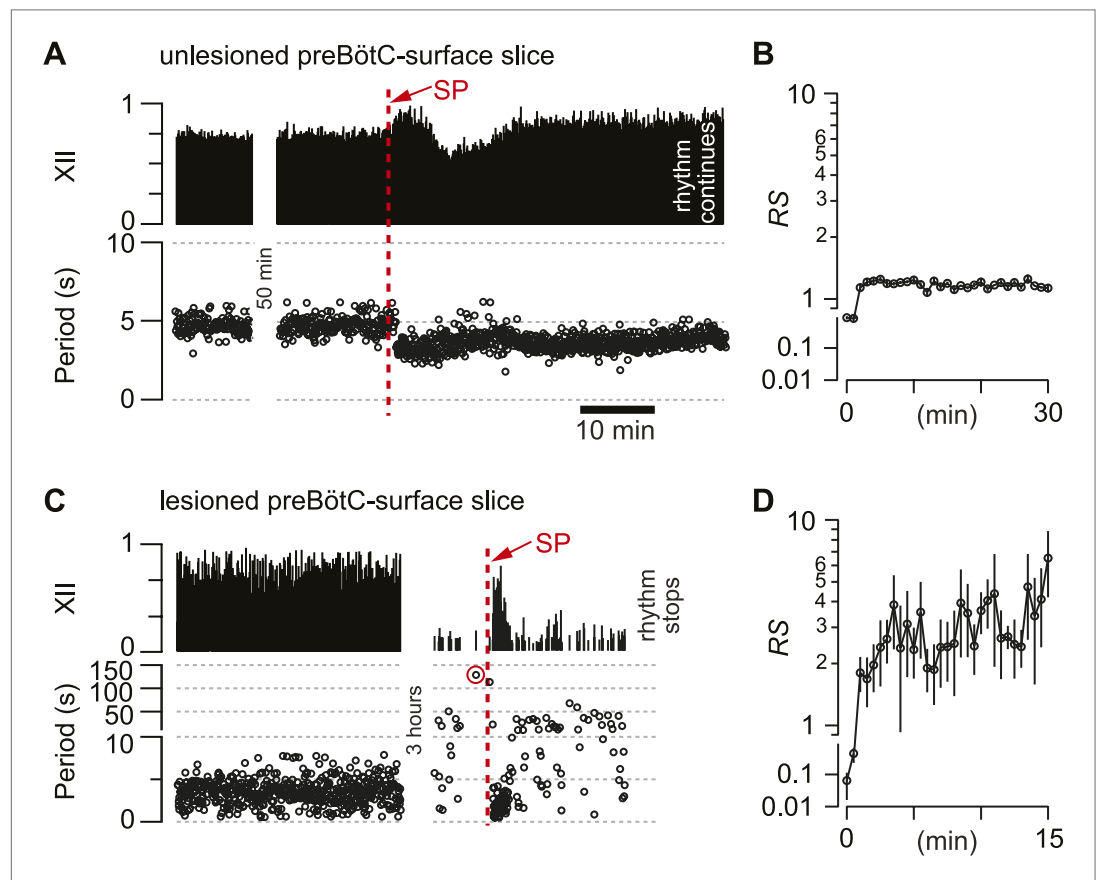 A unlesioned preBötC-surface slice
SP
1
XII
0
rhythm
continues
10
Period (s)
5
0
50 min
10 min
B
10
6
5
4
3
RS
2
1
0.1
0.01
0 (min) 30
C lesioned preBötC-surface slice
SP
1
XII
0
rhythm
stops
150
100
50
10
Period (s)
0
3 hours
D
10
6
5
4
3
RS
2
1
0.1
0.01
0 (min) 15